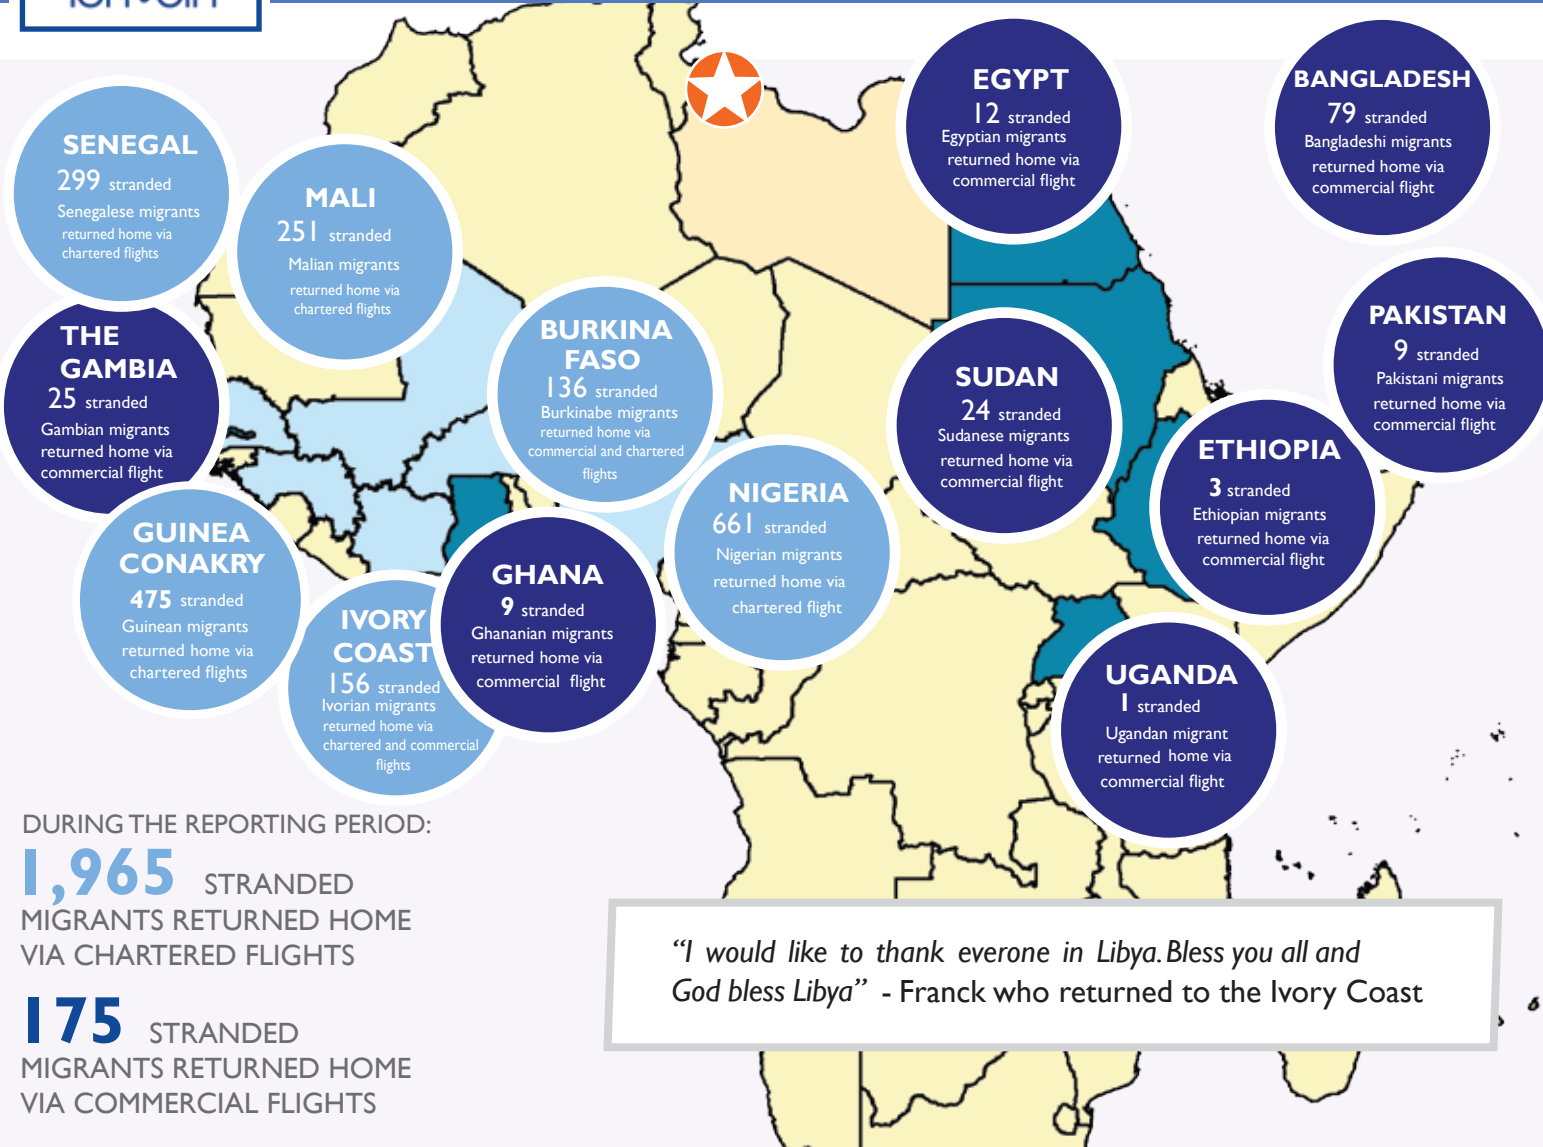 SENEGAL
299 stranded
Senegalese migrants
returned home via
chartered flights
MALI
251 stranded
Malian migrants
returned home via
chartered flights
EGYPT
12 stranded
Egyptian migrants
returned home via
commercial flight
BANGLADESH
79 stranded
Bangladeshi migrants
returned home via
commercial flight
THE
GAMBIA
25 stranded
Gambian migrants
returned home via
commercial flight
BURKINA
FASO
136 stranded
Burkinabe migrants
returned home via
commercial and chartered
flights
SUDAN
24 stranded
Sudanese migrants
returned home via
commercial flight
PAKISTAN
9 stranded
Pakistani migrants
returned home via
commercial flight
ETHIOPIA
3 stranded
Ethiopian migrants
returned home via
commercial flight
GUINEA
CONAKRY
475 stranded
Guinean migrants
returned home via
chartered flights
IVORY
COAST
156 stranded
Ivorian migrants
returned home via
chartered and commercial
flights
GHANA
9 stranded
Ghananian migrants
returned home via
commercial flight
NIGERIA
661 stranded
Nigerian migrants
returned home via
chartered flight
UGANDA
1 stranded
Ugandan migrant
returned home via
commercial flight
DURING THE REPORTING PERIOD:
1,965 STRANDED
MIGRANTS RETURNED HOME
VIA CHARTERED FLIGHTS
175 STRANDED
MIGRANTS RETURNED HOME
VIA COMMERCIAL FLIGHTS
“I would like to thank everone in Libya. Bless you all and
God bless Libya” - Franck who returned to the Ivory Coast